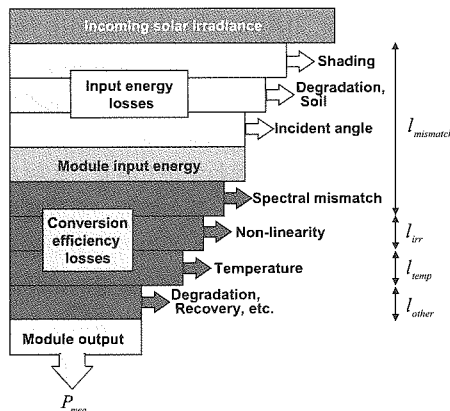 Incoming solar irradiance
Shading
Input energy
losses
Degradation,
Soil
Incident angle
l mismatch
Module input energy
Spectral mismatch
Conversion
efficiency
losses
Non-linearity
l irr
Temperature
l temp
Degradation,
Recovery, etc.
l other
Module output
P mea